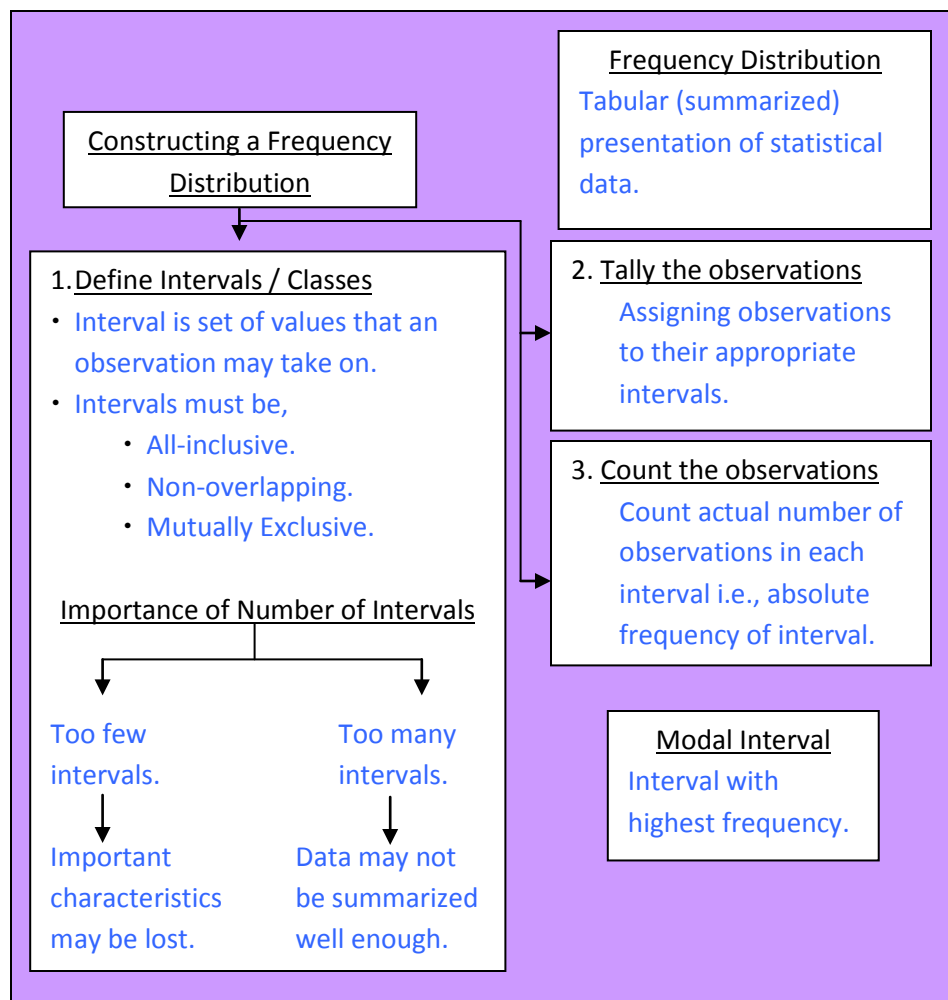 Frequency Distribution
Tabular (summarized)
presentation of statistical
data.
Constructing a Frequency
Distribution
1. Define Intervals / Classes
• Interval is set of values that an
observation may take on.
• Intervals must be,
• All-inclusive.
• Non-overlapping.
• Mutually Exclusive.
Importance of Number of Intervals
Too few
intervals.
Important
characteristics
may be lost.
Too many
intervals.
Data may not
be summarized
well enough.
2. Tally the observations
Assigning observations
to their appropriate
intervals.
3. Count the observations
Count actual number of
observations in each
interval i.e., absolute
frequency of interval.
Modal Interval
Interval with
highest frequency.